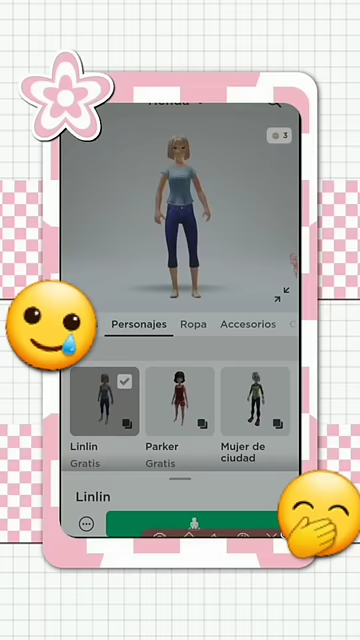 3
Personajes Ropa Accesorios
Linlin Parker Mujer de
ciudad
Gratis Gratis
Linlin